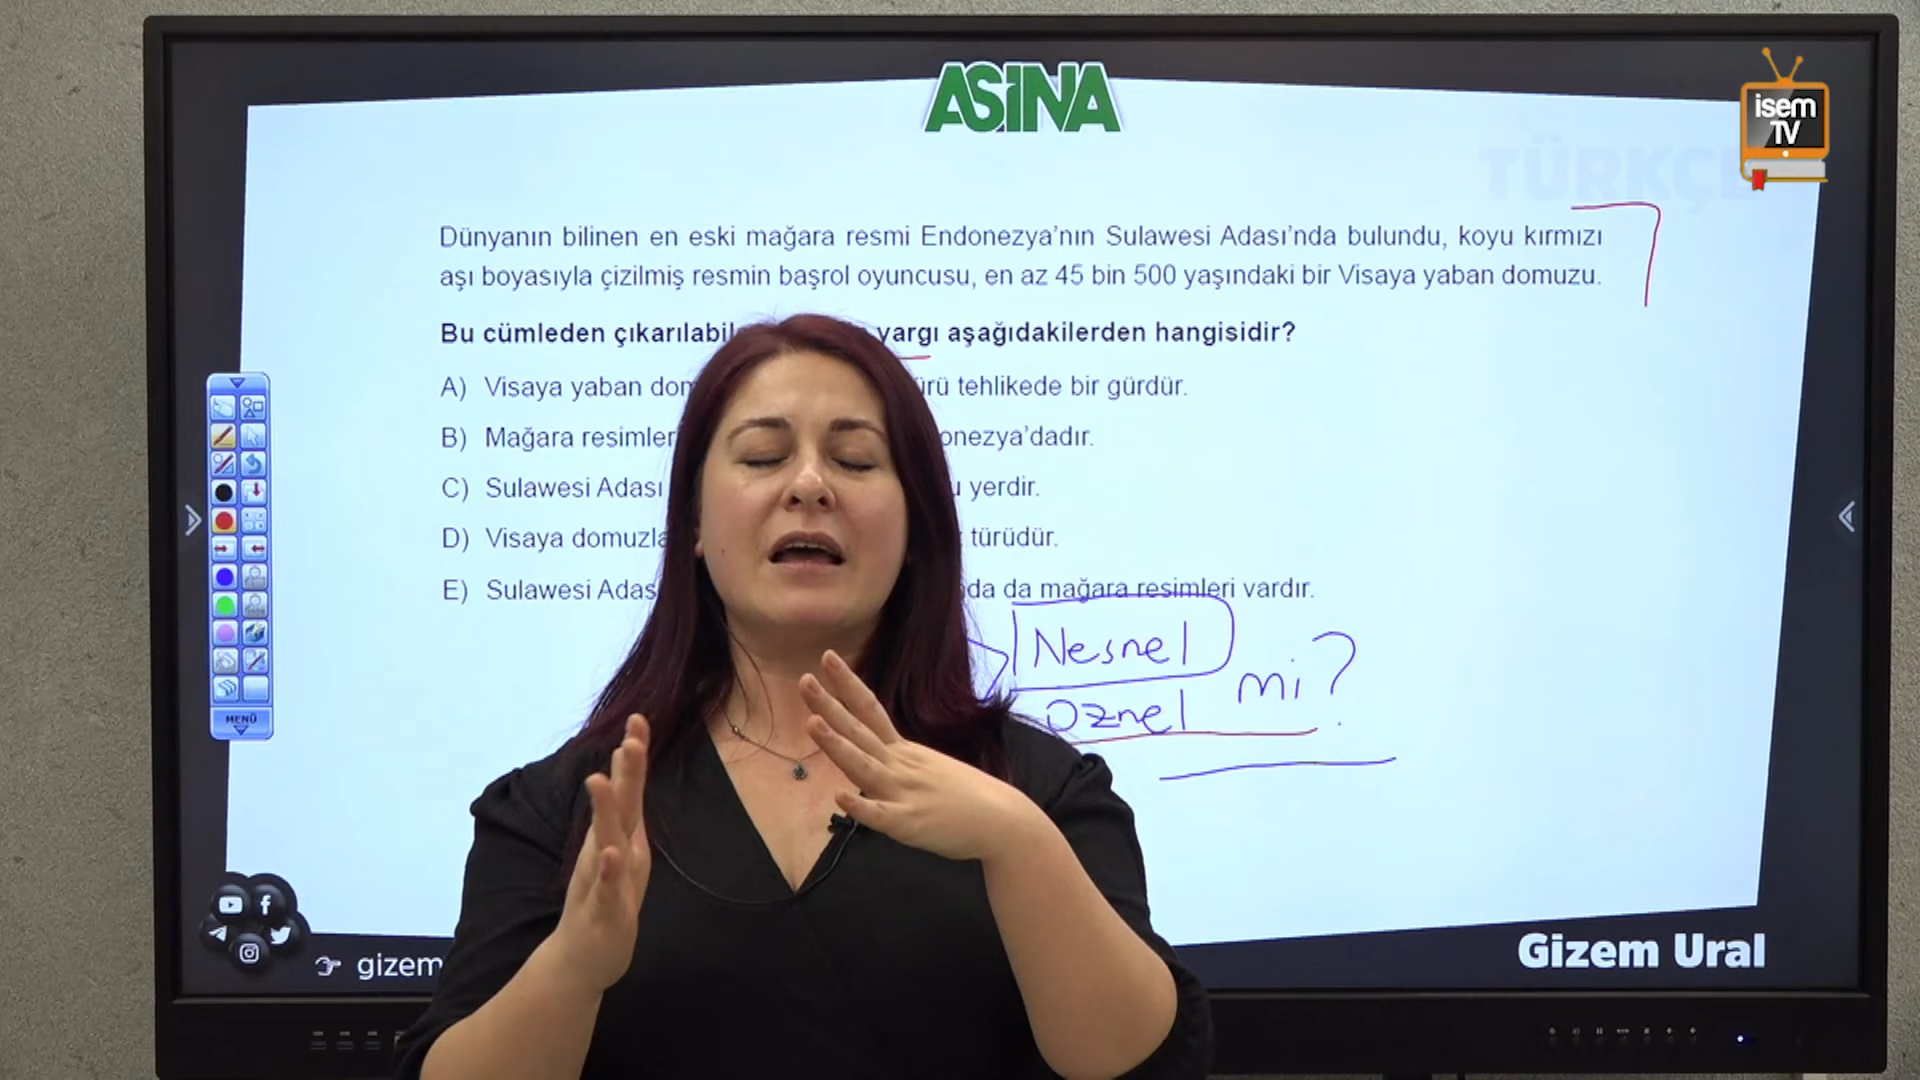 ASİNA
isem
TV
TÜRKÇE
Dünyanın bilinen en eski mağara resmi Endonezya'nın Sulawesi Adası'nda bulundu, koyu kırmızı
aşı boyasıyla çizilmiş resmin başrol oyuncusu, en az 45 bin 500 yaşındaki bir Visaya yaban domuzu.
Bu cümleden çıkarılabil yargı aşağıdakilerden hangisidir?
A) Visaya yaban dom ürü tehlikede bir gürdür.
B) Mağara resimler onezya'dadır.
C) Sulawesi Adası u yerdir.
D) Visaya domuzla türüdür.
E) Sulawesi Adas nda da mağara resimleri vardır.
Nesnel
öznel mi?
MENÜ
gizem
Gizem Ural